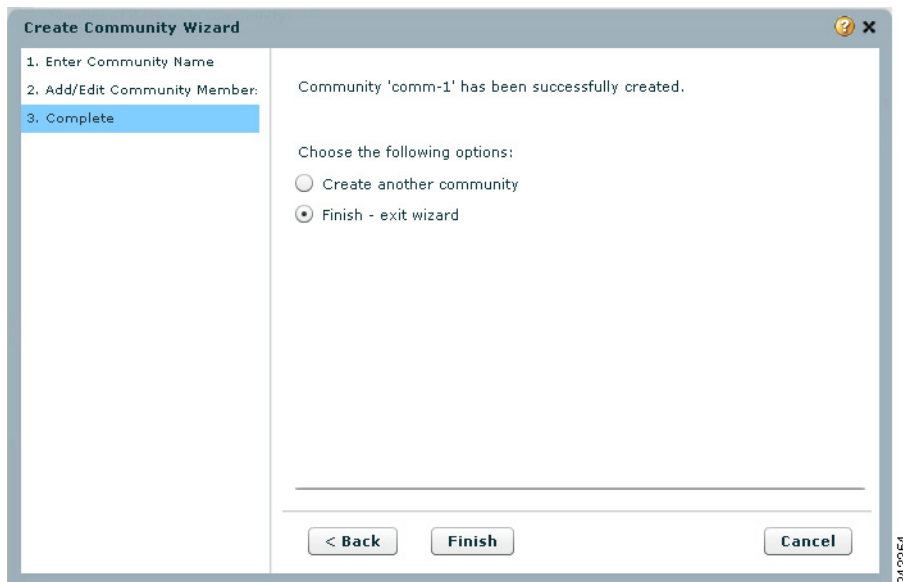 Create Community Wizard
1. Enter Community Name
2. Add/Edit Community Member:
3. Complete
Community 'comm-1' has been successfully created.
Choose the following options:
Create another community
Finish - exit wizard
< Back
Finish
Cancel